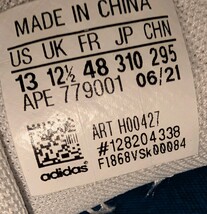 MADE IN CHINA
US UK FR JP CHN
13 12½ 48 310 295
APE 779001 06/21
ART H00427
#128204338
F1868VSk00084
adidas